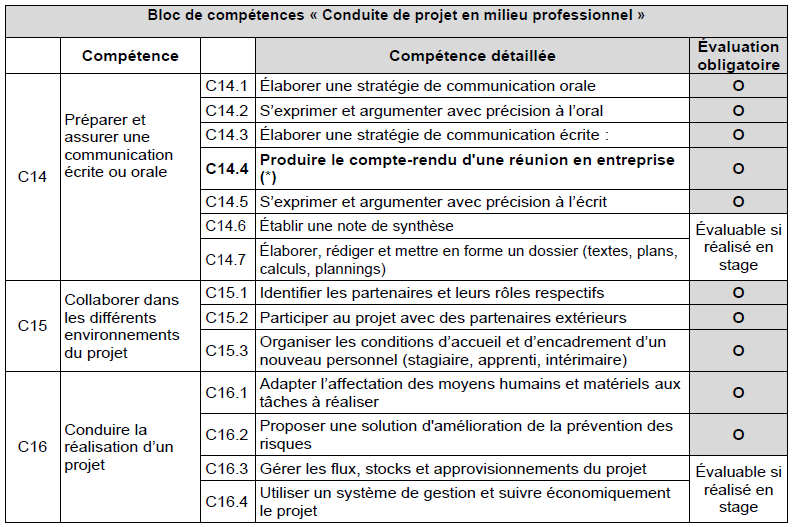 Bloc de compétences « Conduite de projet en milieu professionnel »
Compétence
Compétence détaillée
Évaluation
obligatoire
C14
Préparer et
assurer une
communication
écrite ou orale
C14.1 Élaborer une stratégie de communication orale O
C14.2 S’exprimer et argumenter avec précision à l’oral O
C14.3 Élaborer une stratégie de communication écrite : O
C14.4 Produire le compte-rendu d'une réunion en entreprise
(*) O
C14.5 S’exprimer et argumenter avec précision à l’écrit O
C14.6 Établir une note de synthèse
C14.7 Élaborer, rédiger et mettre en forme un dossier (textes, plans,
calculs, plannings)
Évaluable si
réalisé en
stage
C15
Collaborer dans
les différents
environnements
du projet
C15.1 Identifier les partenaires et leurs rôles respectifs O
C15.2 Participer au projet avec des partenaires extérieurs O
C15.3 Organiser les conditions d’accueil et d’encadrement d’un
nouveau personnel (stagiaire, apprenti, intérimaire) O
C16
Conduire la
réalisation d’un
projet
C16.1 Adapter l’affectation des moyens humains et matériels aux
tâches à réaliser O
C16.2 Proposer une solution d'amélioration de la prévention des
risques O
C16.3 Gérer les flux, stocks et approvisionnements du projet
C16.4 Utiliser un système de gestion et suivre économiquement
le projet
Évaluable si
réalisé en
stage